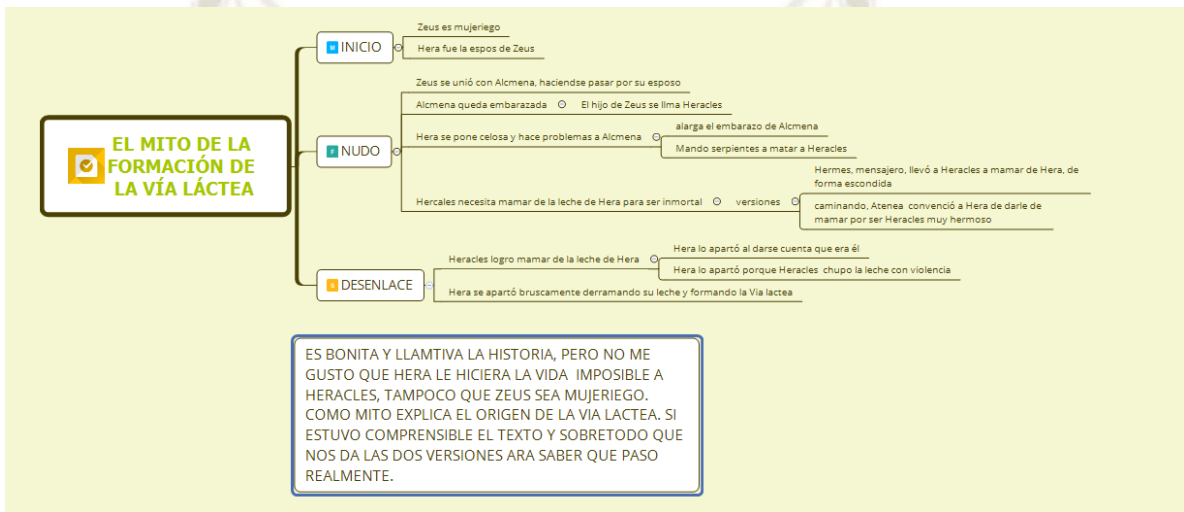 EL MITO DE LA
FORMACIÓN DE
LA VÍA LÁCTEA
INICIO
Zeus es mujeriego
Hera fue la espos de Zeus
NUDO
Zeus se unió con Alcmena, haciendse pasar por su esposo
Alcmena queda embarazada
El hijo de Zeus se llma Heracles
Hera se pone celosa y hace problemas a Alcmena
alarga el embarazo de Alcmena
Mando serpientes a matar a Heracles
Hercales necesita mamar de la leche de Hera para ser inmortal
versiones
Hermes, mensajero, llevó a Heracles a mamar de Hera, de
forma escondida
caminando, Atenea convenció a Hera de darle de
mamar por ser Heracles muy hermoso
DESENLACE
Heracles logro mamar de la leche de Hera
Hera lo apartó al darse cuenta que era él
Hera lo apartó porque Heracles chupo la leche con violencia
Hera se apartó bruscamente derramando su leche y formando la Via lactea
ES BONITA Y LLAMTIVA LA HISTORIA, PERO NO ME
GUSTO QUE HERA LE HICIERA LA VIDA IMPOSIBLE A
HERACLES, TAMPOCO QUE ZEUS SEA MUJERIEGO.
COMO MITO EXPLICA EL ORIGEN DE LA VIA LACTEA. SI
ESTUVO COMPRENSIBLE EL TEXTO Y SOBRETODO QUE
NOS DA LAS DOS VERSIONES ARA SABER QUE PASO
REALMENTE.